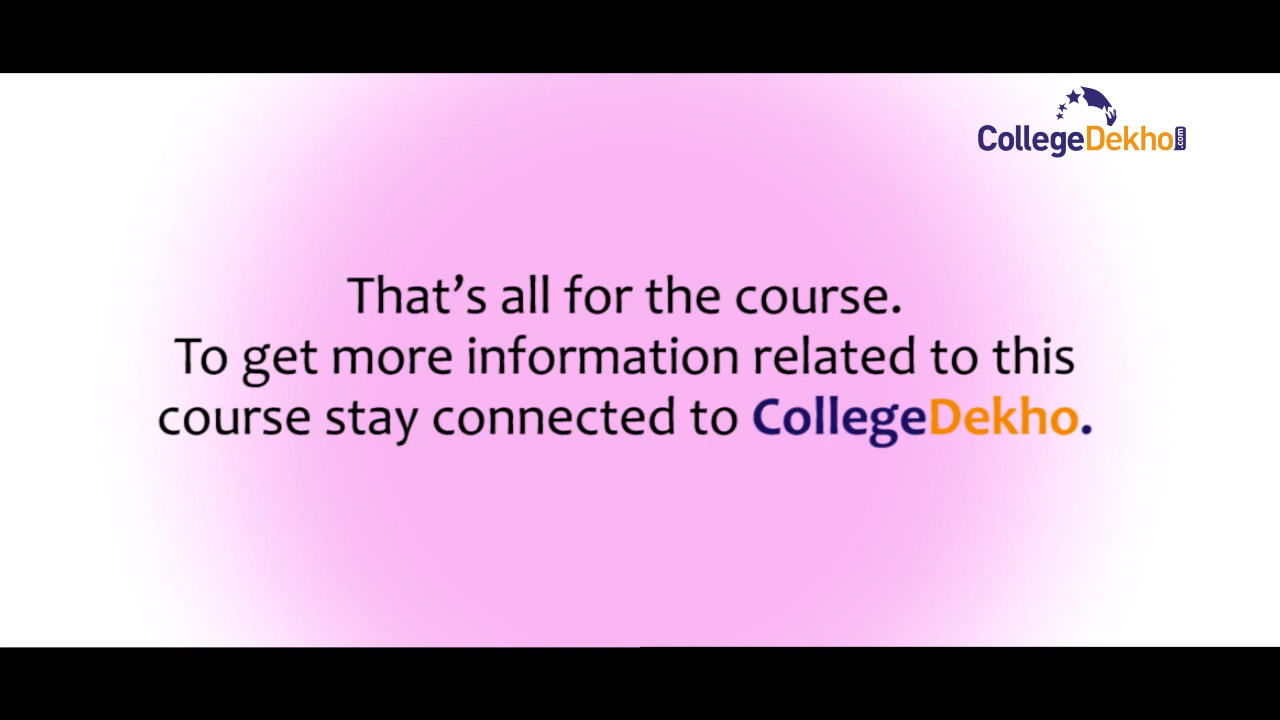 CollegeDekho.com
That's all for the course.
To get more information related to this
course stay connected to CollegeDekho.